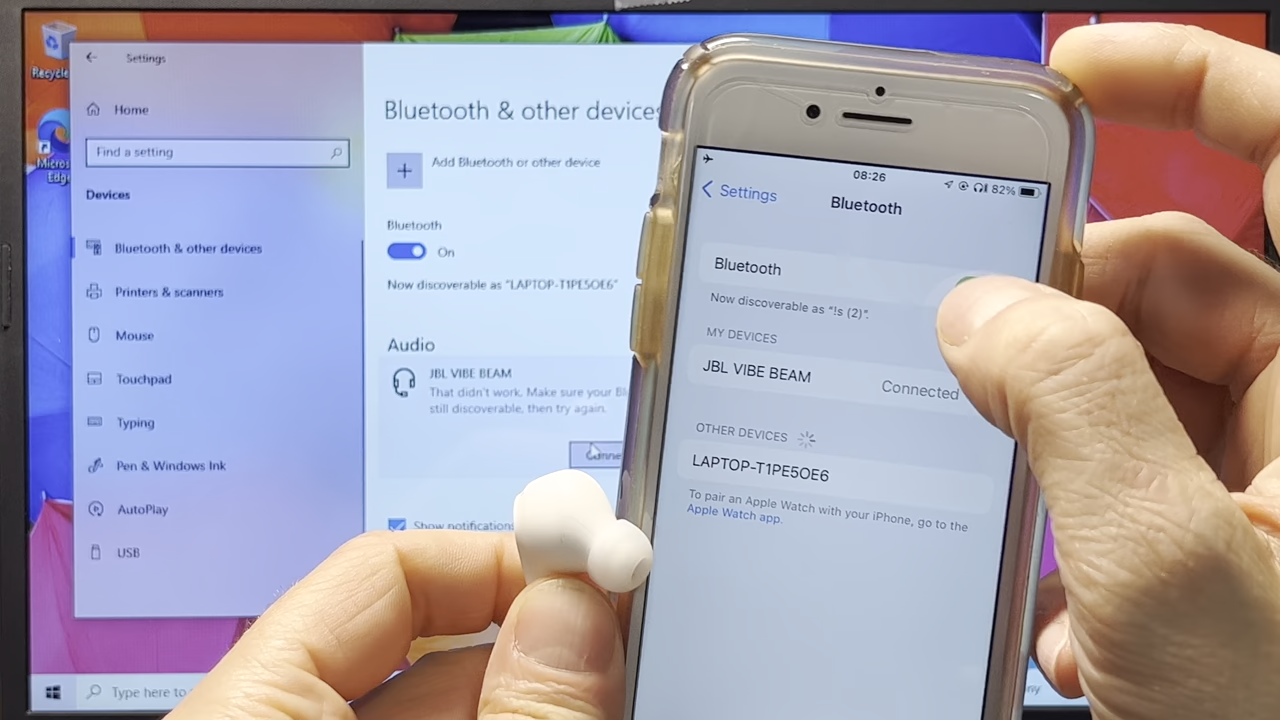 Recycle
Settings
Home
Find a setting
Micros
Edge
Devices
Bluetooth & other devices
Printers & scanners
Mouse
Touchpad
Typing
Pen & Windows Ink
AutoPlay
USB
Type here to
Bluetooth & other devices
Add Bluetooth or other device
Bluetooth
On
Now discoverable as "LAPTOP-T1PE5OE6"
Audio
JBL VIBE BEAM
That didn't work. Make sure your Bl
still discoverable, then try again.
Conne
Show notification
08:26
82%
Settings
Bluetooth
Bluetooth
Now discoverable as "!s (2)".
MY DEVICES
JBL VIBE BEAM Connected
OTHER DEVICES
LAPTOP-T1PE5OE6
To pair an Apple Watch with your iPhone, go to the
Apple Watch app.